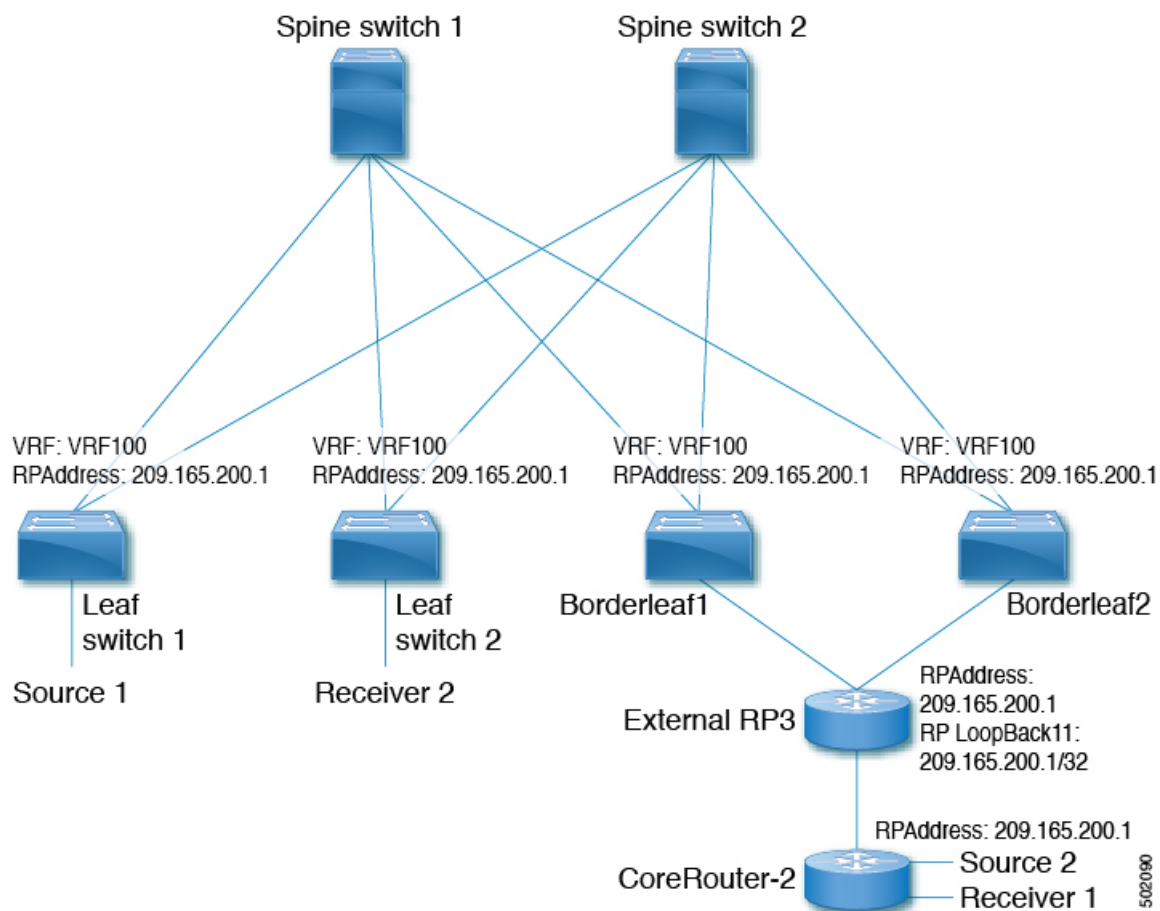 Spine switch 1
Spine switch 2
VRF: VRF100
RPAddress: 209.165.200.1
VRF: VRF100
RPAddress: 209.165.200.1
VRF: VRF100
RPAddress: 209.165.200.1
VRF: VRF100
RPAddress: 209.165.200.1
Leaf
switch 1
Leaf
switch 2
Borderleaf1
Borderleaf2
Source 1
Receiver 2
External RP3
RPAddress:
209.165.200.1
RP LoopBack11:
209.165.200.1/32
RPAddress: 209.165.200.1
CoreRouter-2
Source 2
Receiver 1
502090